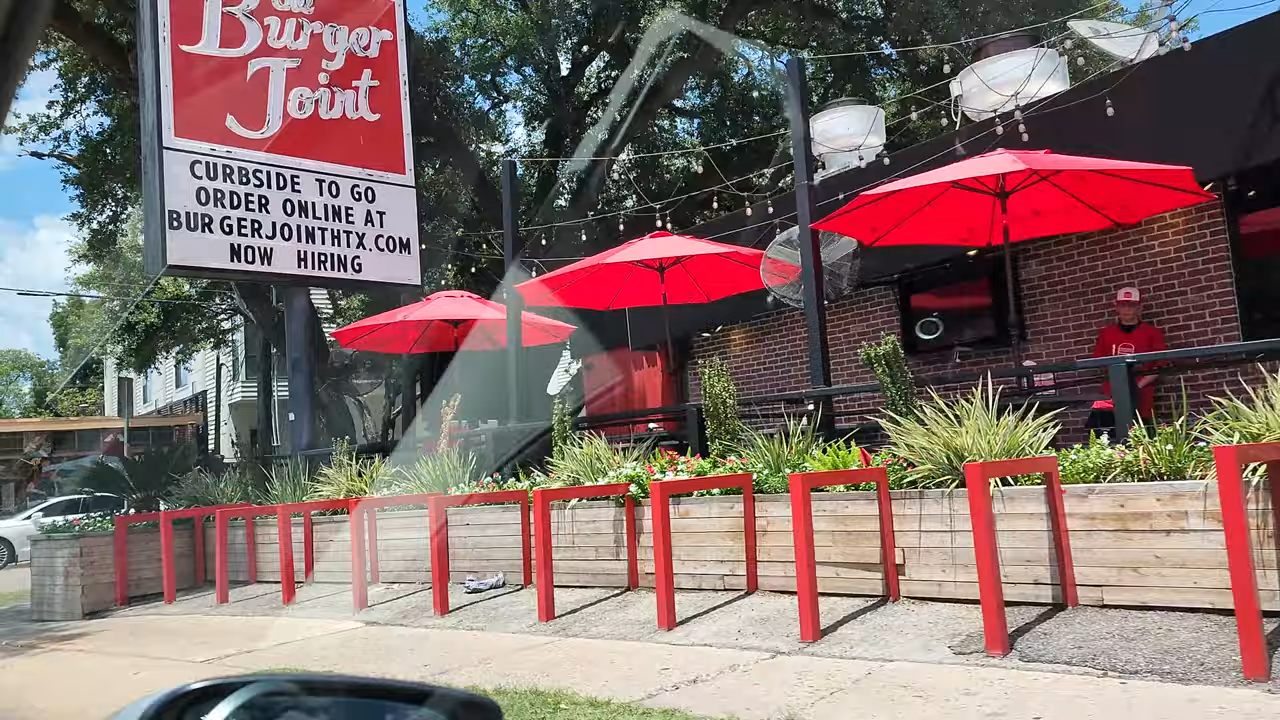 Burger
Joint
CURBSIDE TO GO
ORDER ONLINE AT
BURGERJOINTHTX.COM
NOW HIRING